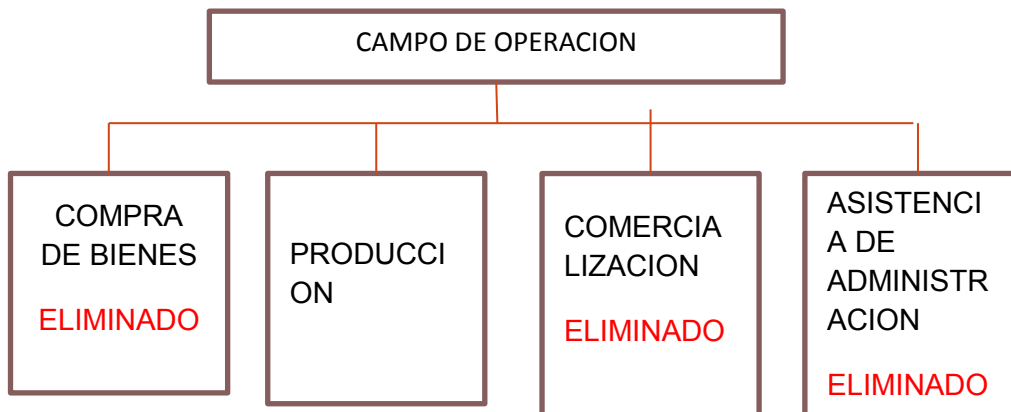 CAMPO DE OPERACION
COMPRA
DE BIENES
ELIMINADO
PRODUCCI
ON
COMERCIA
LIZACION
ELIMINADO
ASISTENCI
A DE
ADMINISTR
ACION
ELIMINADO